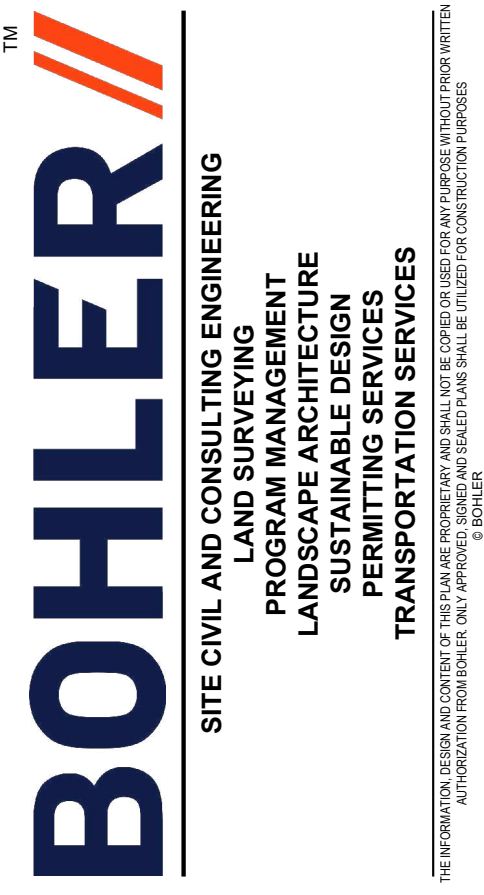 BOHLER//
TM
SITE CIVIL AND CONSULTING ENGINEERING
LAND SURVEYING
PROGRAM MANAGEMENT
LANDSCAPE ARCHITECTURE
SUSTAINABLE DESIGN
PERMITTING SERVICES
TRANSPORTATION SERVICES
THE INFORMATION, DESIGN AND CONTENT OF THIS PLAN ARE PROPRIETARY AND SHALL NOT BE COPIED OR USED FOR ANY PURPOSE WITHOUT PRIOR WRITTEN
AUTHORIZATION FROM BOHLER. ONLY APPROVED, SIGNED AND SEALED PLANS SHALL BE UTILIZED FOR CONSTRUCTION PURPOSES
© BOHLER